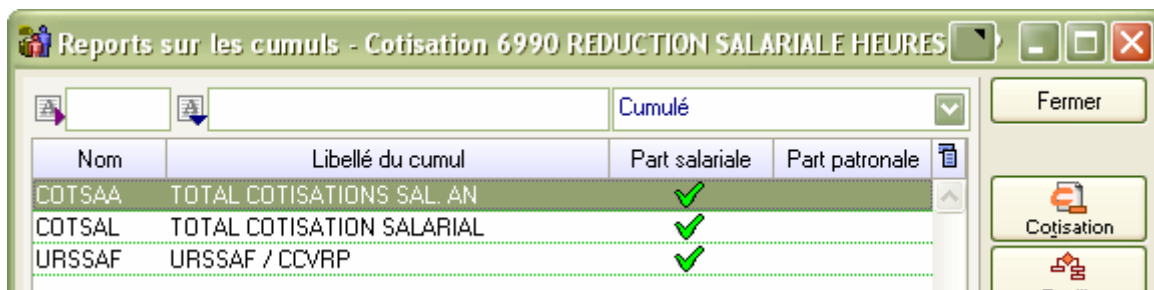 Reports sur les cumuls - Cotisation 6990 REDUCTION SALARIALE HEURES
Cumulé
Fermer
Nom Libellé du cumul Part salariale Part patronale
COTSAA TOTAL COTISATIONS SAL. AN
COTSAL TOTAL COTISATION SALARIAL
URSSAF URSSAF / CCVRP
Cotisation